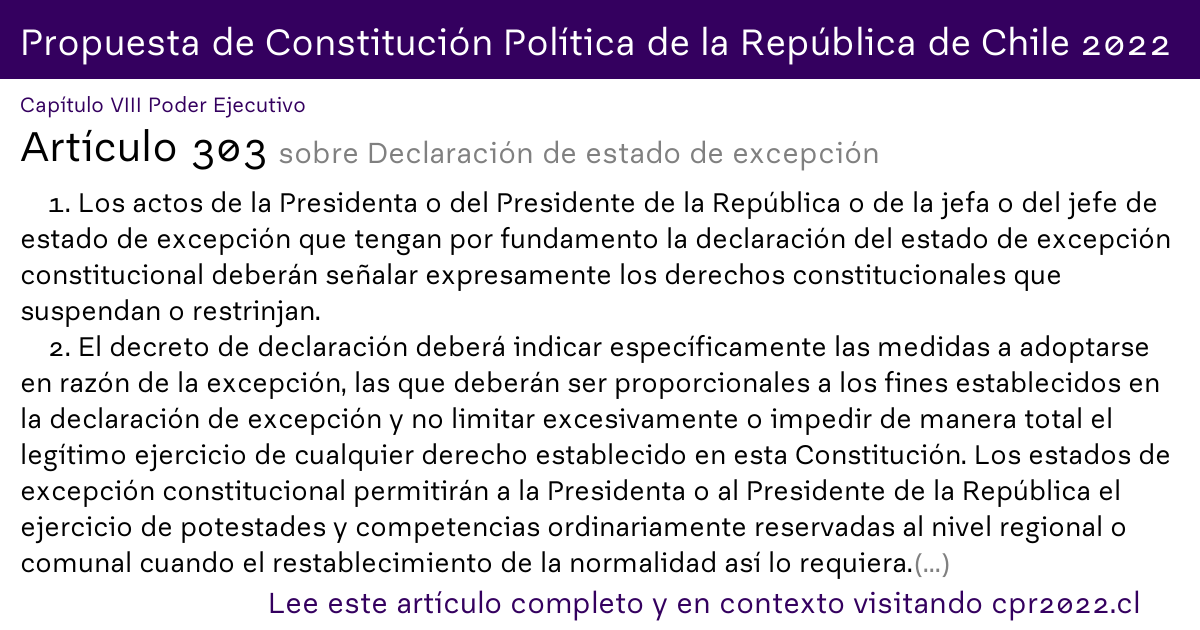 Propuesta de Constitución Política de la República de Chile 2022
Capítulo VIII Poder Ejecutivo
Artículo 303 sobre Declaración de estado de excepción
1. Los actos de la Presidenta o del Presidente de la República o de la jefa o del jefe de
estado de excepción que tengan por fundamento la declaración del estado de excepción
constitucional deberán señalar expresamente los derechos constitucionales que
suspendan o restrinjan.
2. El decreto de declaración deberá indicar específicamente las medidas a adoptarse
en razón de la excepción, las que deberán ser proporcionales a los fines establecidos en
la declaración de excepción y no limitar excesivamente o impedir de manera total el
legítimo ejercicio de cualquier derecho establecido en esta Constitución. Los estados de
excepción constitucional permitirán a la Presidenta o al Presidente de la República el
ejercicio de potestades y competencias ordinariamente reservadas al nivel regional o
comunal cuando el restablecimiento de la normalidad así lo requiera.(...)
Lee este artículo completo y en contexto visitando cpr2022.cl